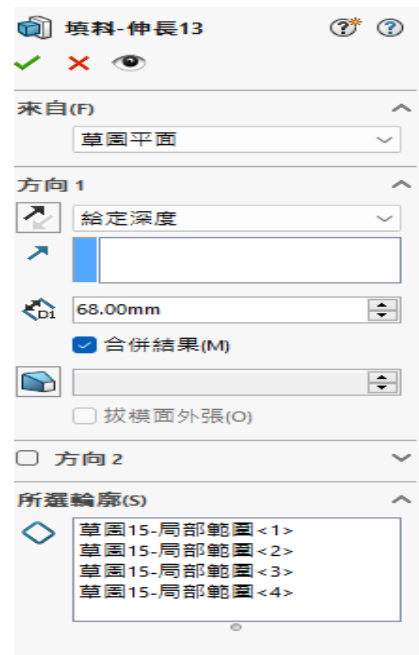 填料-伸長13
來自(F)
草圖平面
方向 1
給定深度
D1
68.00mm
合併結果(M)
拔模面外張(O)
方向 2
所選輪廓(S)
草圖15-局部範圍<1>
草圖15-局部範圍<2>
草圖15-局部範圍<3>
草圖15-局部範圍<4>